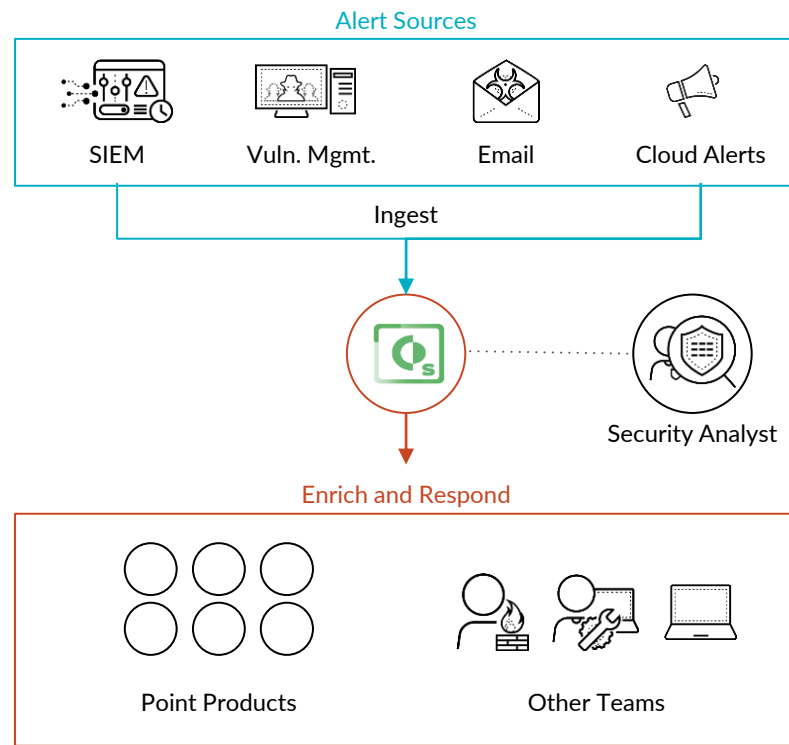 Alert Sources
SIEM
Vuln. Mgmt.
Email
Cloud Alerts
Ingest
S
Security Analyst
Enrich and Respond
Point Products
Other Teams